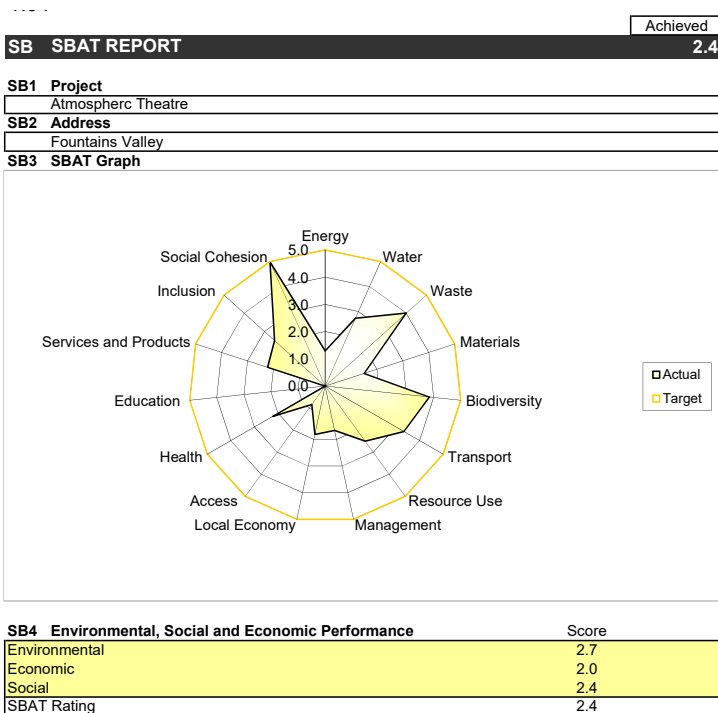 Achieved
SB SBAT REPORT 2.4
SB1 Project
Atmospherc Theatre
SB2 Address
Fountains Valley
SB3 SBAT Graph
Energy
5.0
Social Cohesion
Water
4.0
Inclusion
Waste
3.0
2.0
Services and Products
Materials
1.0
0.0
Actual
Target
Education
Biodiversity
Health
Transport
Access
Resource Use
Local Economy
Management
SB4 Environmental, Social and Economic Performance Score
Environmental 2.7
Economic 2.0
Social 2.4
SBAT Rating 2.4